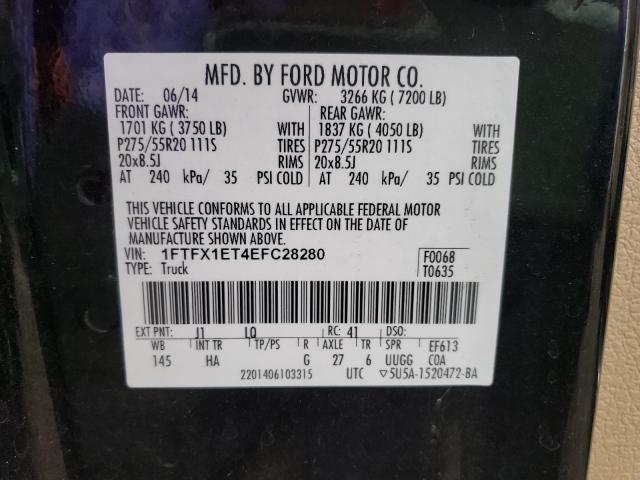 MFD. BY FORD MOTOR CO.
DATE: 06/14 GVWR: 3266 KG ( 7200 LB)
FRONT GAWR: REAR GAWR:
1701 KG ( 3750 LB) WITH 1837 KG ( 4050 LB) WITH
P275/55R20 111S TIRES P275/55R20 111S TIRES
20x8.5J RIMS 20x8.5J RIMS
AT 240 kPa/ 35 PSI COLD AT 240 kPa/ 35 PSI COLD
THIS VEHICLE CONFORMS TO ALL APPLICABLE FEDERAL MOTOR
VEHICLE SAFETY STANDARDS IN EFFECT ON THE DATE OF
MANUFACTURE SHOWN ABOVE.
VIN: 1FTFX1ET4EFC28280 F0068
TYPE: Truck T0635
EXT PNT: J1 LQ RC: 41 DSO:
WB INT TR TP/PS R AXLE TR SPR EF613
145 HA G 27 6 UUGG COA
2201406103315 UTC ▽5U5A-1520472-BA